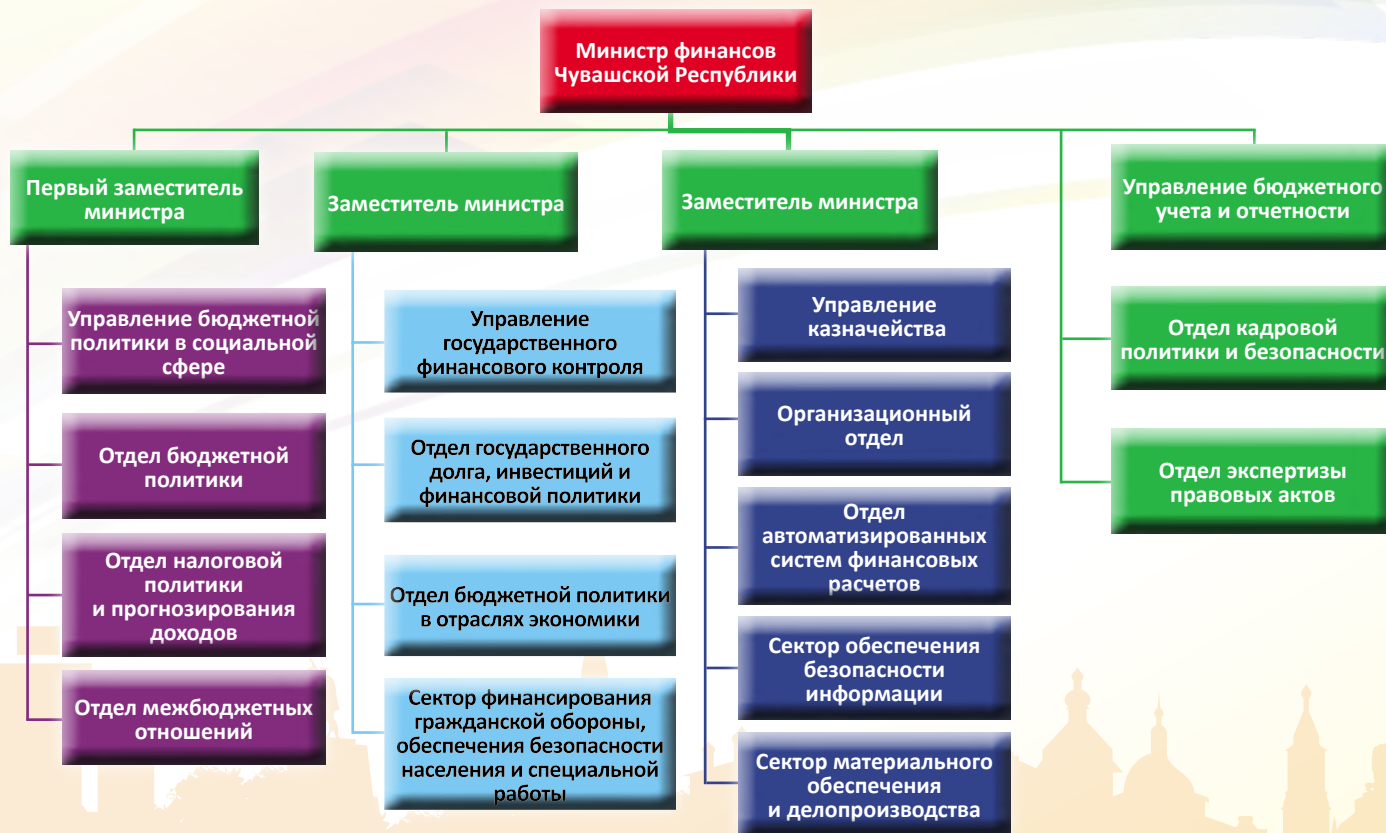 Министр финансов
Чувашской Республики
Первый заместитель
министра
Заместитель министра
Заместитель министра
Управление бюджетного
учета и отчетности
Управление бюджетной
политики в социальной
сфере
Отдел бюджетной
политики
Отдел налоговой
политики
и прогнозирования
доходов
Отдел межбюджетных
отношений
Управление
государственного
финансового контроля
Отдел государственного
долга, инвестиций и
финансовой политики
Отдел бюджетной политики
в отраслях экономики
Сектор финансирования
гражданской обороны,
обеспечения безопасности
населения и специальной
работы
Управление
казначейства
Организационный
отдел
Отдел
автоматизированных
систем финансовых
расчетов
Сектор обеспечения
безопасности
информации
Сектор материального
обеспечения
и делопроизводства
Отдел кадровой
политики и безопасности
Отдел экспертизы
правовых актов